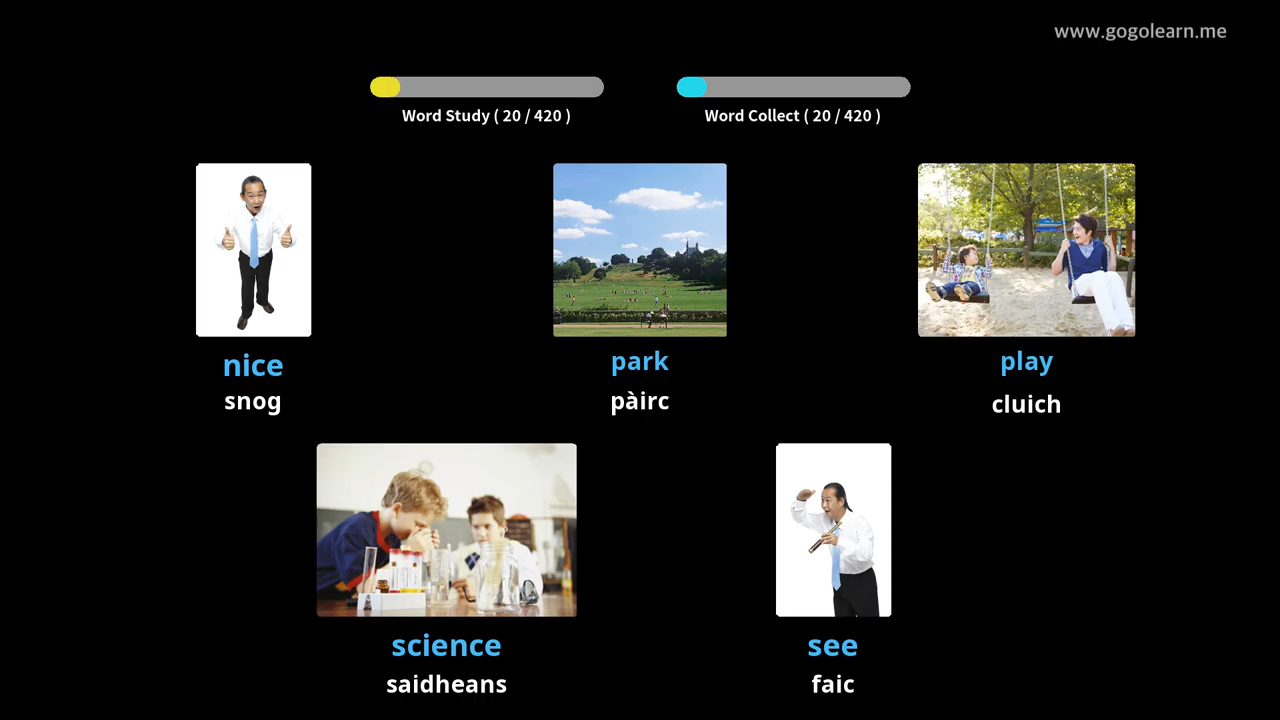 www.gogolearn.me
Word Study ( 20 / 420 )
Word Collect ( 20 / 420 )
nice
snog
park
pàirc
play
cluich
science
saidheans
see
faic